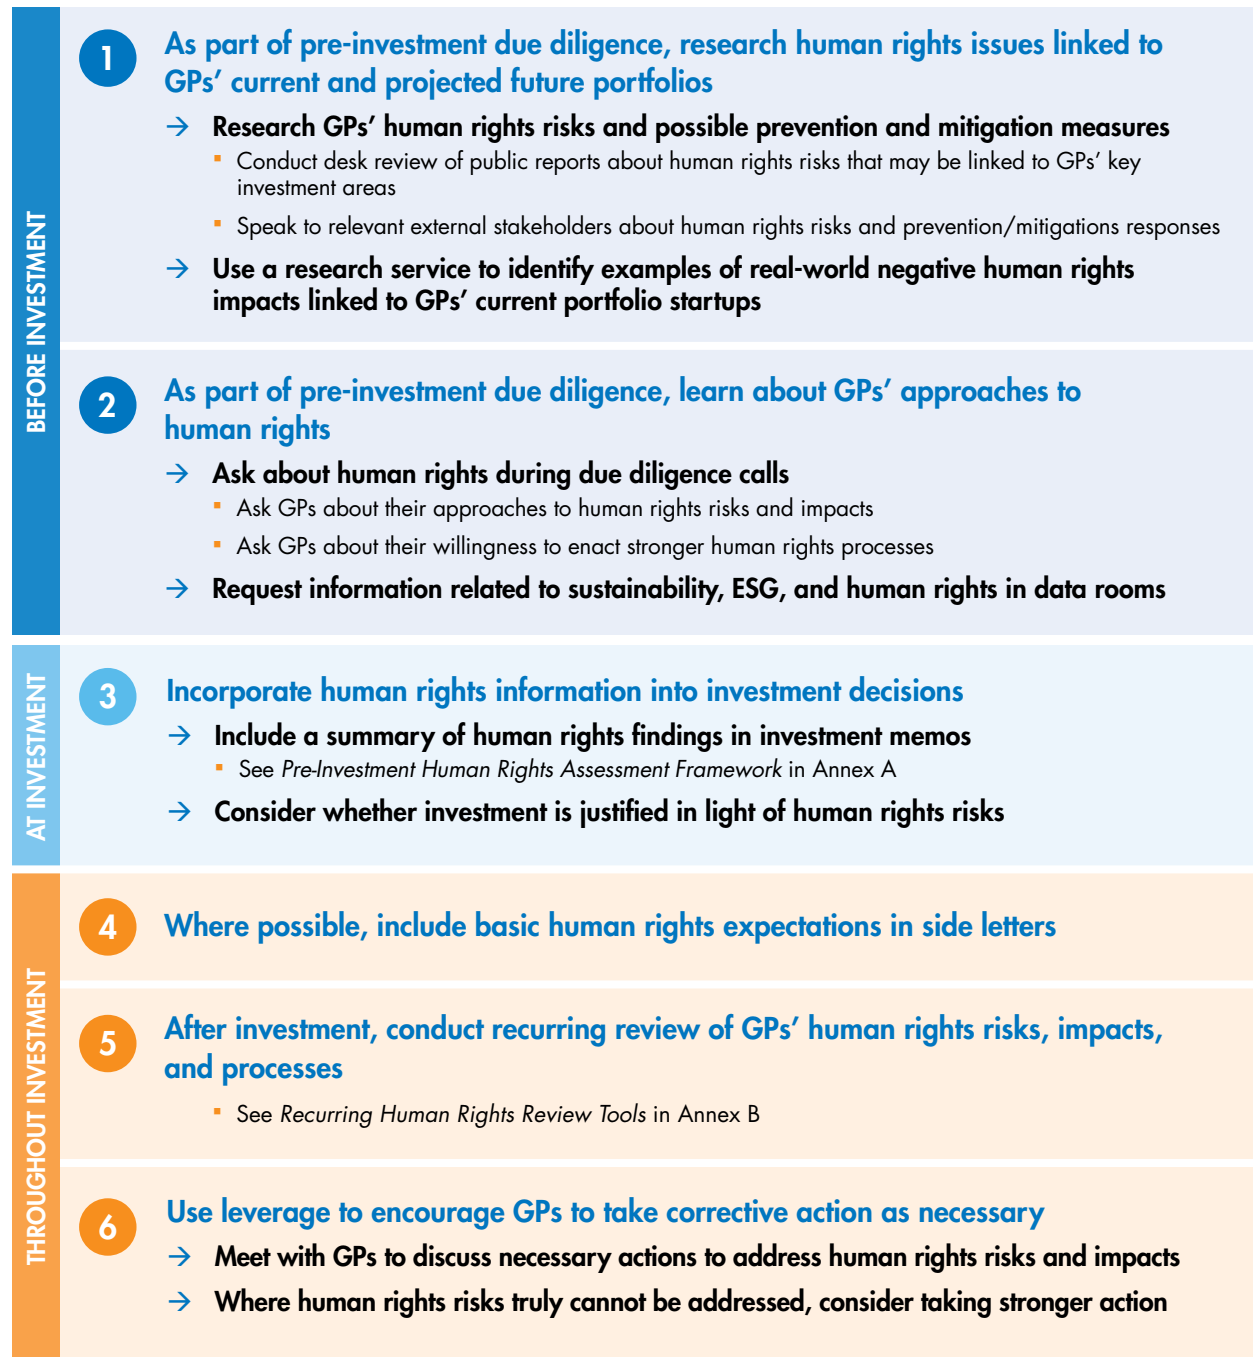 BEFORE INVESTMENT
1
As part of pre-investment due diligence, research human rights issues linked to
GPs’ current and projected future portfolios
→ Research GPs’ human rights risks and possible prevention and mitigation measures
▪ Conduct desk review of public reports about human rights risks that may be linked to GPs’ key
investment areas
▪ Speak to relevant external stakeholders about human rights risks and prevention/mitigations responses
→ Use a research service to identify examples of real-world negative human rights
impacts linked to GPs’ current portfolio startups
2
As part of pre-investment due diligence, learn about GPs’ approaches to
human rights
→ Ask about human rights during due diligence calls
▪ Ask GPs about their approaches to human rights risks and impacts
▪ Ask GPs about their willingness to enact stronger human rights processes
→ Request information related to sustainability, ESG, and human rights in data rooms
AT INVESTMENT
3
Incorporate human rights information into investment decisions
→ Include a summary of human rights findings in investment memos
▪ See Pre-Investment Human Rights Assessment Framework in Annex A
→ Consider whether investment is justified in light of human rights risks
THROUGHOUT INVESTMENT
4
Where possible, include basic human rights expectations in side letters
5
After investment, conduct recurring review of GPs’ human rights risks, impacts,
and processes
▪ See Recurring Human Rights Review Tools in Annex B
6
Use leverage to encourage GPs to take corrective action as necessary
→ Meet with GPs to discuss necessary actions to address human rights risks and impacts
→ Where human rights risks truly cannot be addressed, consider taking stronger action